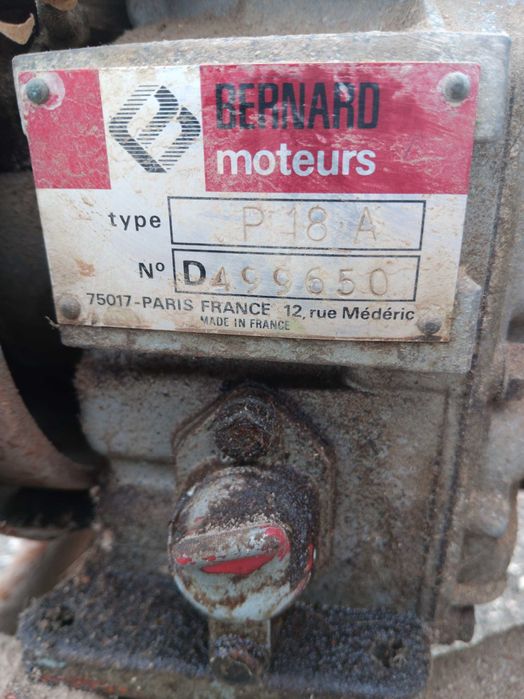 BERNARD
moteurs
type P 18 A
N° D499650
75017-PARIS FRANCE 12, rue Médéric
MADE IN FRANCE